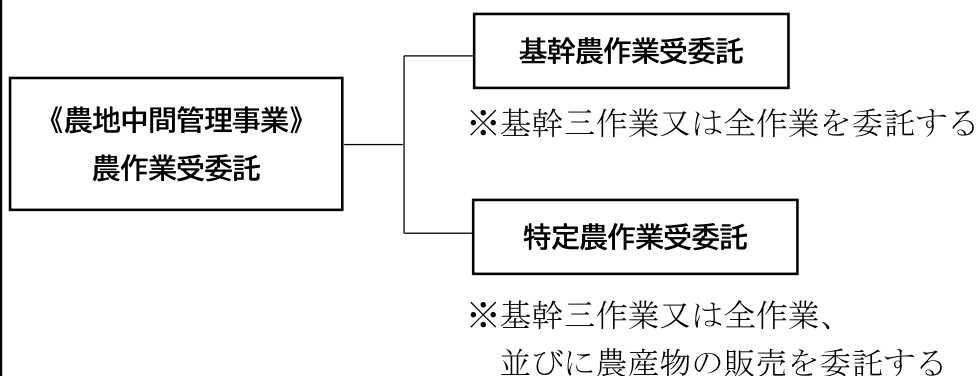 《農地中間管理事業》
農作業受委託
基幹農作業受委託
※基幹三作業又は全作業を委託する
特定農作業受委託
※基幹三作業又は全作業、
並びに農産物の販売を委託する